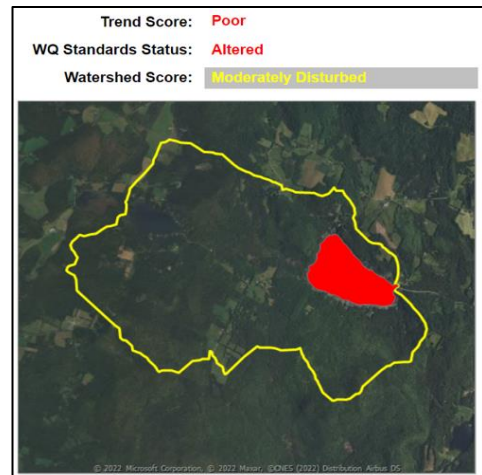 Trend Score: Poor
WQ Standards Status: Altered
Watershed Score: Moderately Disturbed
© 2022 Microsoft Corporation, © 2022 Maxar, ©CNES (2022) Distribution Airbus DS